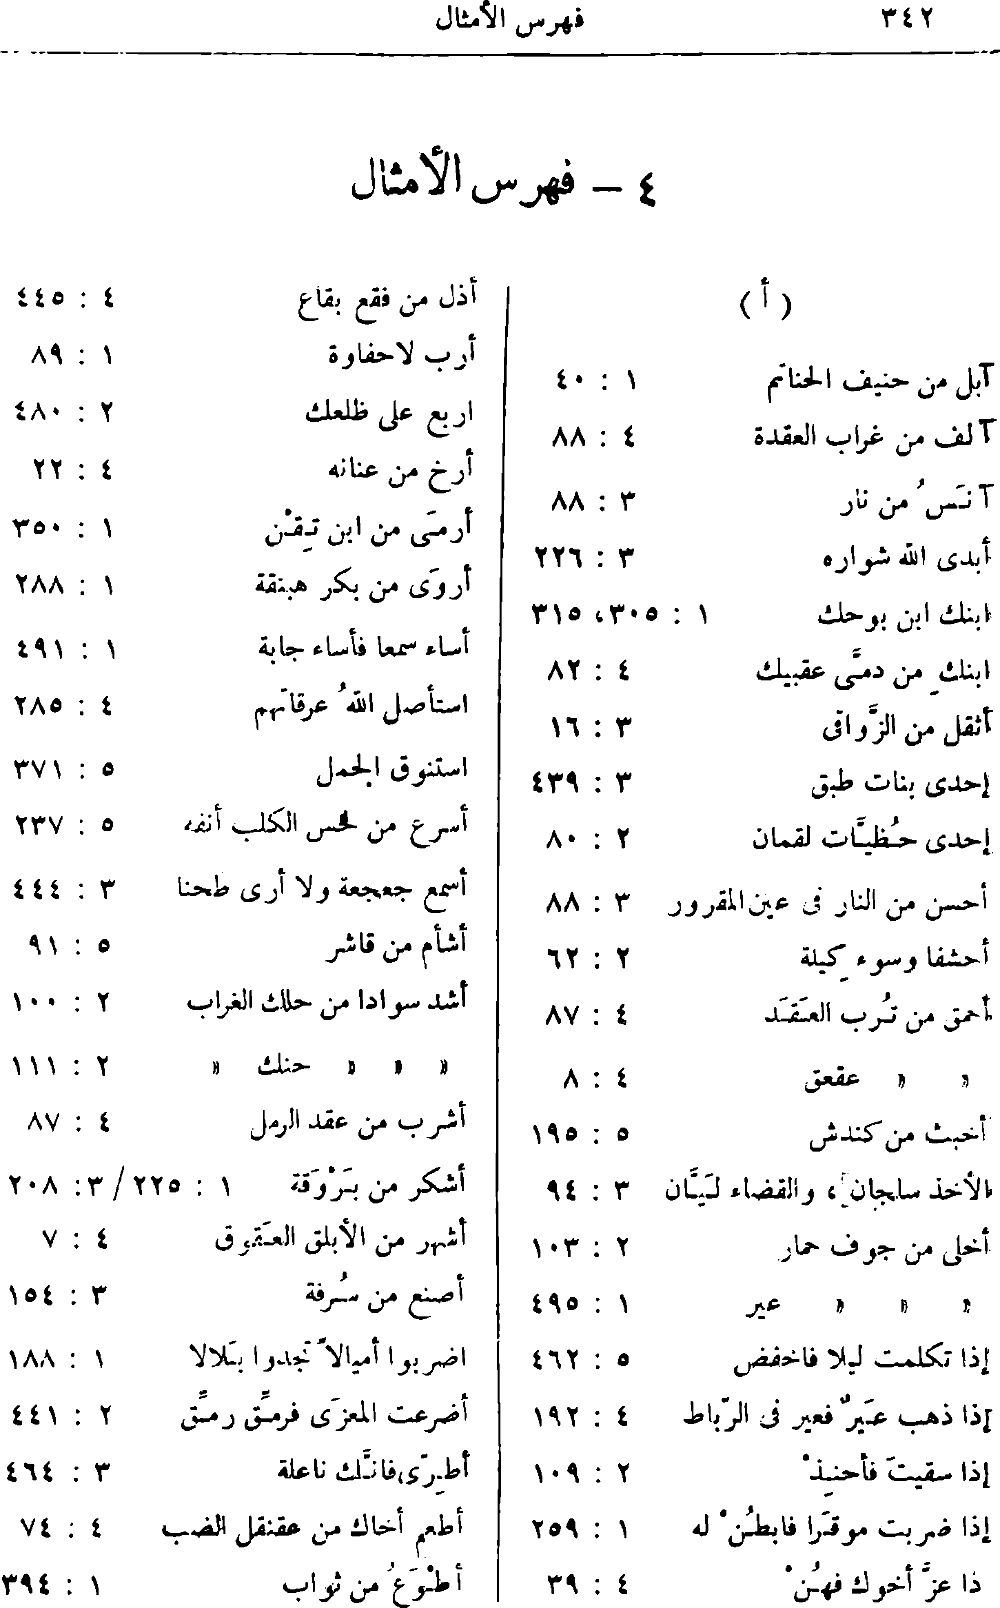 ٣٤٢ فهرس الأمثال
٤ – فهرس الأمثال
( أ )
آبل من حنيف الحناتم ١ : ٤٠
آلف من غراب العقدة ٤ : ٨٨
آنَسُ من نار ٣ : ٨٨
أبدى الله شواره ٣ : ٢٢٦
ابنك ابن بوحك ١ : ٣٠٥، ٣١٥
ابنكِ من دمَّى عقبيك ٤ : ٨٢
أثقل من الزَّواقى ٣ : ١٦
إحدى بنات طبق ٣ : ٤٣٩
إحدى حُظيَّات لقمان ٢ : ٨٠
أحسن من النار فى عين المقرور ٣ : ٨٨
أحشفا وسوء كِيلة ٢ : ٦٢
أحمق من تُرب العَقَد ٤ : ٨٧
» » عقعق ٤ : ٨
أخبث من كندش ٥ : ١٩٥
الأخذ سلجان، والقضاء لَيَّان ٣ : ٩٤
أخلى من جوف حمار ٢ : ١٠٣
» » » عير ١ : ٤٩٥
إذا تكلمت ليلا فاخفض ٥ : ٤٦٢
إذا ذهب عَيرٌ فعير فى الرّباط ٤ : ١٩٢
إذا سقيتَ فأحنِذْ ٢ : ١٠٩
إذا ضربت موقَرا فابطُنْ له ١ : ٢٥٩
ذا عزَّ أخوك فهُنْ ٤ : ٣٩
أذل من فقع بقاع ٤ : ٤٤٥
أرب لاحفاوة ١ : ٨٩
اربع على ظلعك ٢ : ٤٨٠
أرخ من عنانه ٤ : ٢٢
أرمَى من ابن تِقْن ١ : ٣٥٠
أروَى من بكر هبنقة ١ : ٢٨٨
أساء سمعا فأساء جابة ١ : ٤٩١
استأصل اللهُ عرقاتهم ٤ : ٢٨٥
استنوق الجمل ٥ : ٣٧١
أسرع من لحس الكلب أنفه ٥ : ٢٣٧
أسمع جعجعة ولا أرى طحنا ٣ : ٤٤٤
أشأم من قاشر ٥ : ٩١
أشد سوادا من حلك الغراب ٢ : ١٠٠
» » » حنك » ٢ : ١١١
أشرب من عقد الرمل ٤ : ٨٧
أشكر من بَرْوَقة ١ : ٢٢٥ / ٣ : ٢٠٨
أشهر من الأبلق العَقوق ٤ : ٧
أصنع من سُرفة ٣ : ١٥٤
اضربوا أميالاً تجدوا بتلالا ١ : ١٨٨
أضرعت المعزَى فرمِّق رمِّق ٢ : ٤٤١
أطرّى فانَّك ناعلة ٣ : ٤٦٤
أطعم أخاك من عقنقل الضب ٤ : ٧٤
أطْوَعُ من ثواب ١ : ٣٩٤